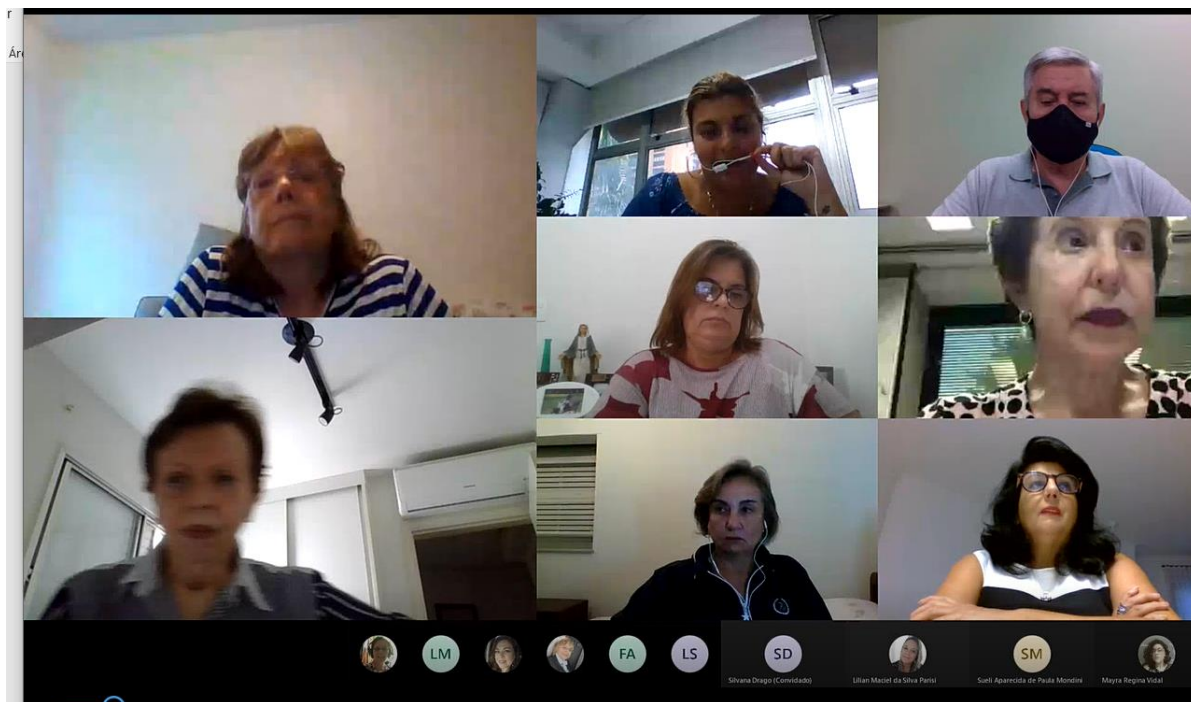 r
Áre
LM
FA
LS
SD
SM
Silvana Drago (Convidado)
Lilian Maciel da Silva Parisi
Sueli Aparecida de Paula Mondini
Mayra Regina Vidal